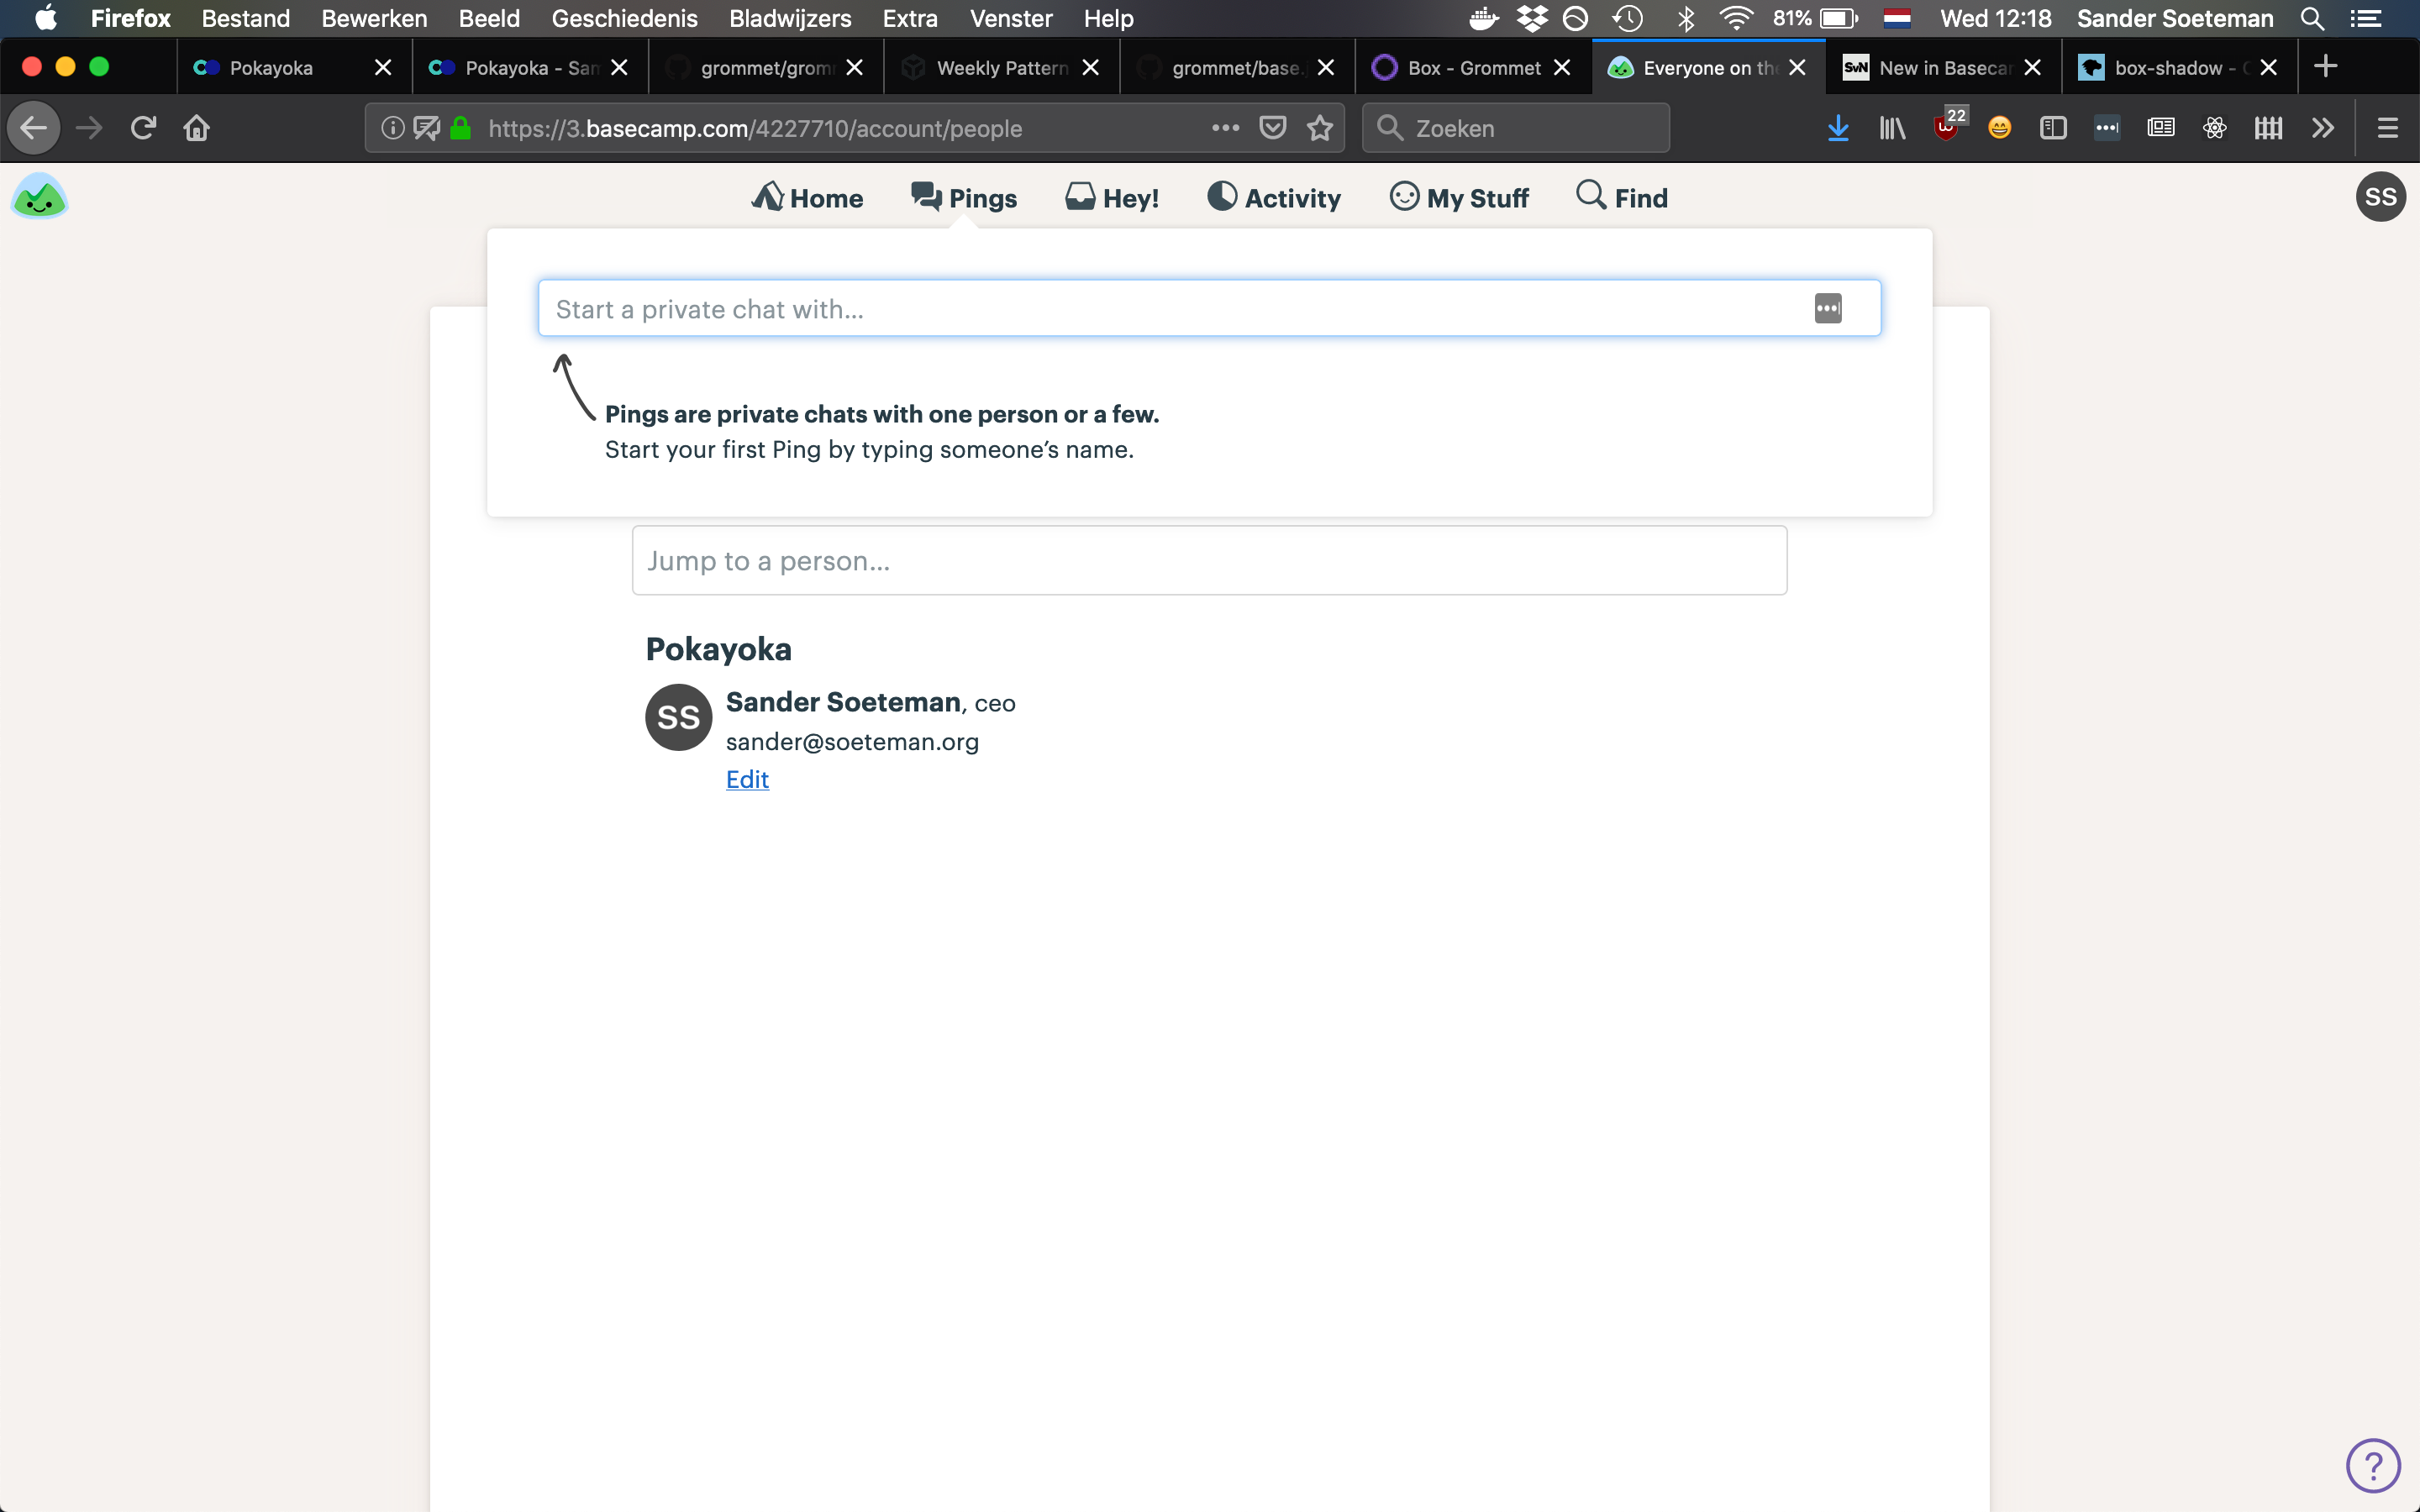 Firefox Bestand Bewerken Beeld Geschiedenis Bladwijzers Extra Venster Help 81% Wed 12:18 Sander Soeteman
Pokayoka Pokayoka - San grommet/grom Weekly Pattern grommet/base. Box - Grommet Everyone on the SvN New in Baseca box-shadow - C
https://3.basecamp.com/4227710/account/people Zoeken 22
Home Pings Hey! Activity My Stuff Find SS
Start a private chat with...
Pings are private chats with one person or a few.
Start your first Ping by typing someone’s name.
Jump to a person...
Pokayoka
SS Sander Soeteman, ceo
sander@soeteman.org
Edit
?